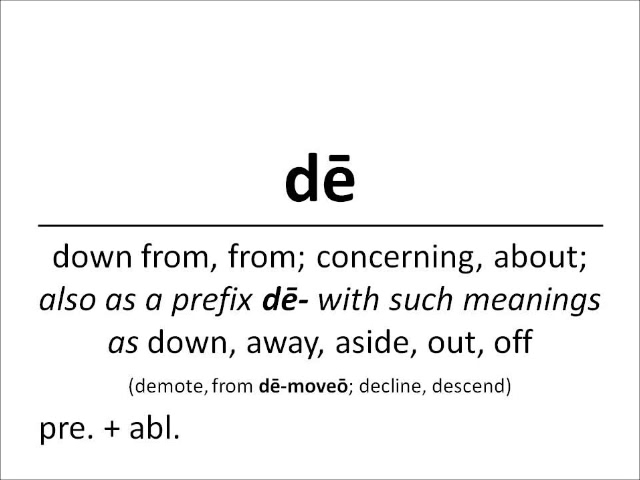 dē
down from, from; concerning, about;
also as a prefix dē- with such meanings
as down, away, aside, out, off
(demote, from dē-moveō; decline, descend)
pre. + abl.